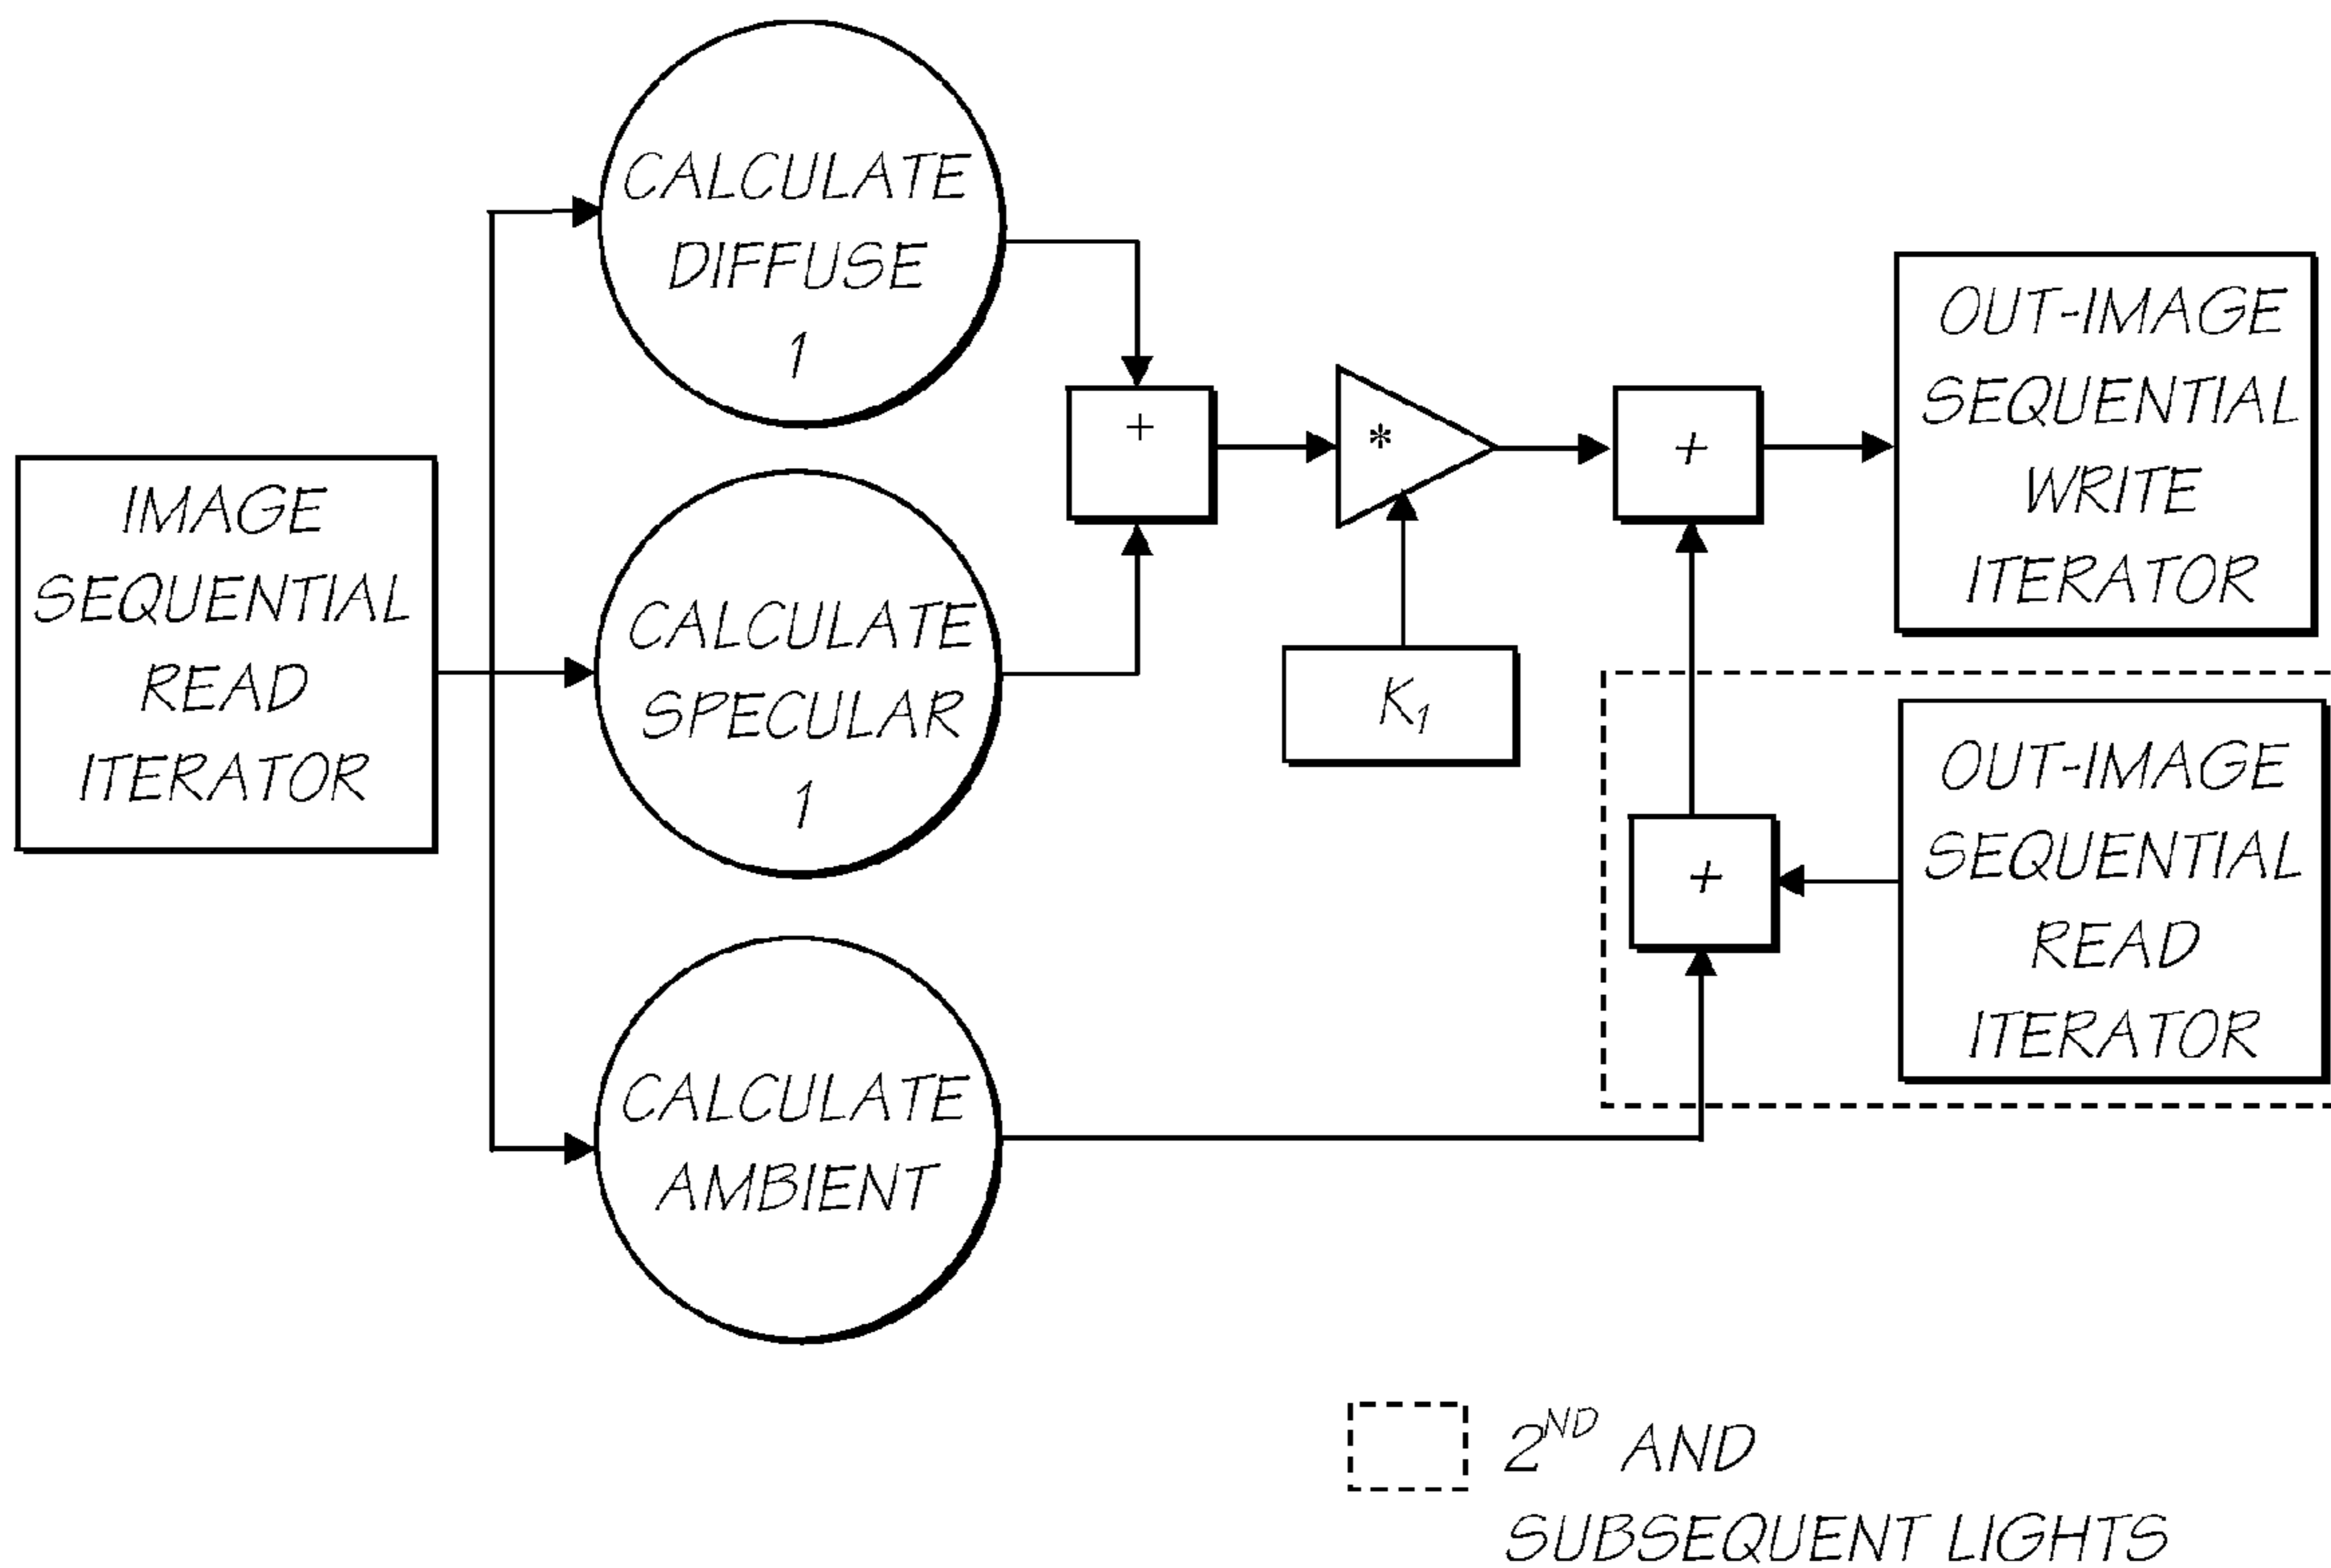 IMAGE
SEQUENTIAL
READ
ITERATOR
CALCULATE
DIFFUSE
1
CALCULATE
SPECULAR
1
CALCULATE
AMBIENT
+
*
K₁
+
OUT-IMAGE
SEQUENTIAL
WRITE
ITERATOR
+
OUT-IMAGE
SEQUENTIAL
READ
ITERATOR
2ᴺᴰ AND
SUBSEQUENT LIGHTS